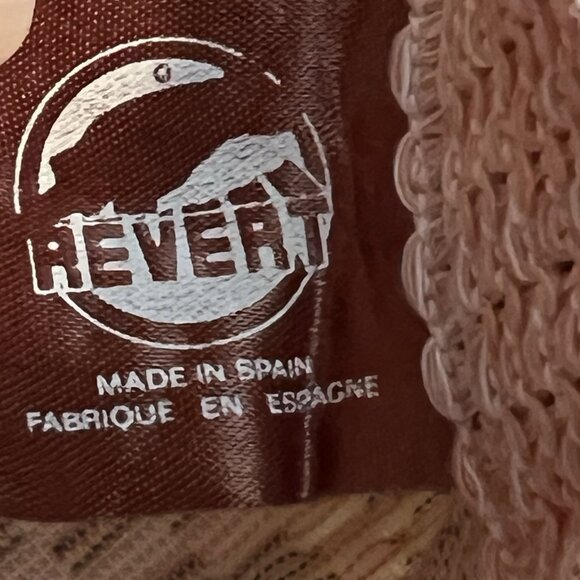 REVERT
MADE IN SPAIN
FABRIQUE EN ESPAGNE